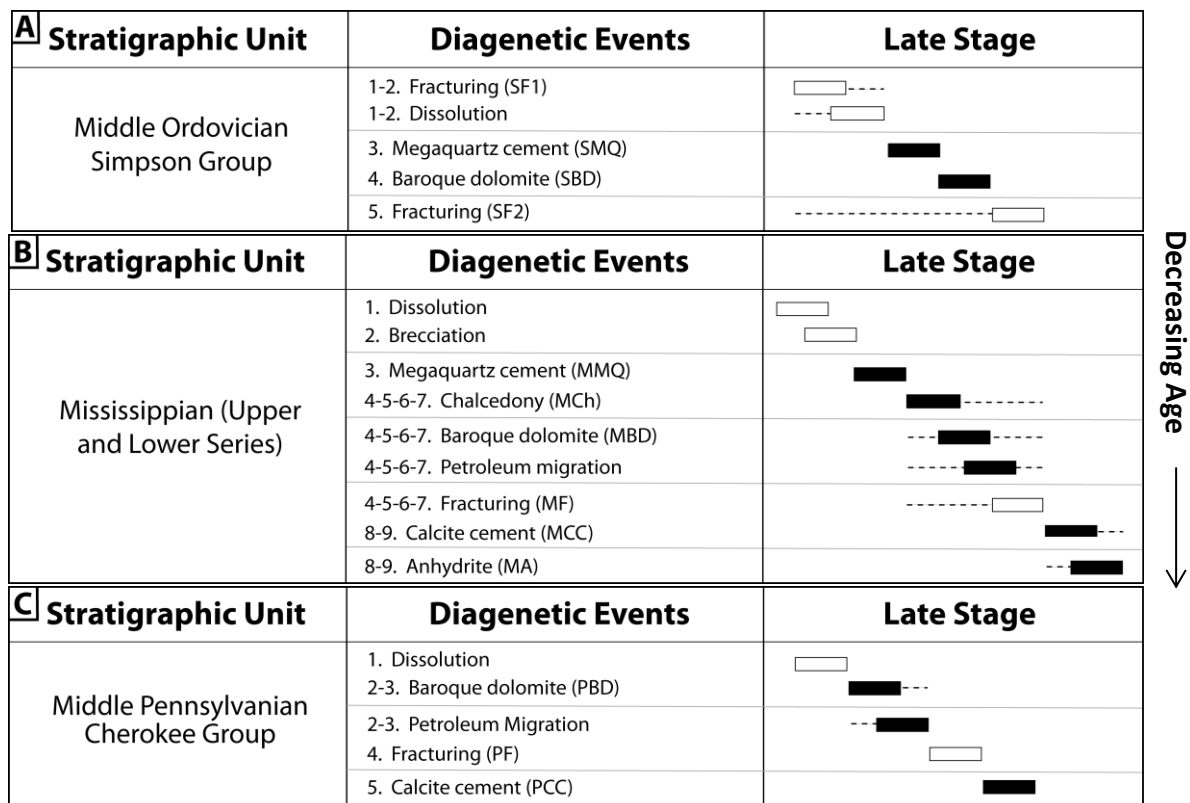 A Stratigraphic Unit Diagenetic Events Late Stage
Middle Ordovician
Simpson Group
1-2. Fracturing (SF1)
1-2. Dissolution
3. Megaquartz cement (SMQ)
4. Baroque dolomite (SBD)
5. Fracturing (SF2)
B Stratigraphic Unit Diagenetic Events Late Stage
Mississippian (Upper
and Lower Series)
1. Dissolution
2. Brecciation
3. Megaquartz cement (MMQ)
4-5-6-7. Chalcedony (MCh)
4-5-6-7. Baroque dolomite (MBD)
4-5-6-7. Petroleum migration
4-5-6-7. Fracturing (MF)
8-9. Calcite cement (MCC)
8-9. Anhydrite (MA)
C Stratigraphic Unit Diagenetic Events Late Stage
Middle Pennsylvanian
Cherokee Group
1. Dissolution
2-3. Baroque dolomite (PBD)
2-3. Petroleum Migration
4. Fracturing (PF)
5. Calcite cement (PCC)
Decreasing Age